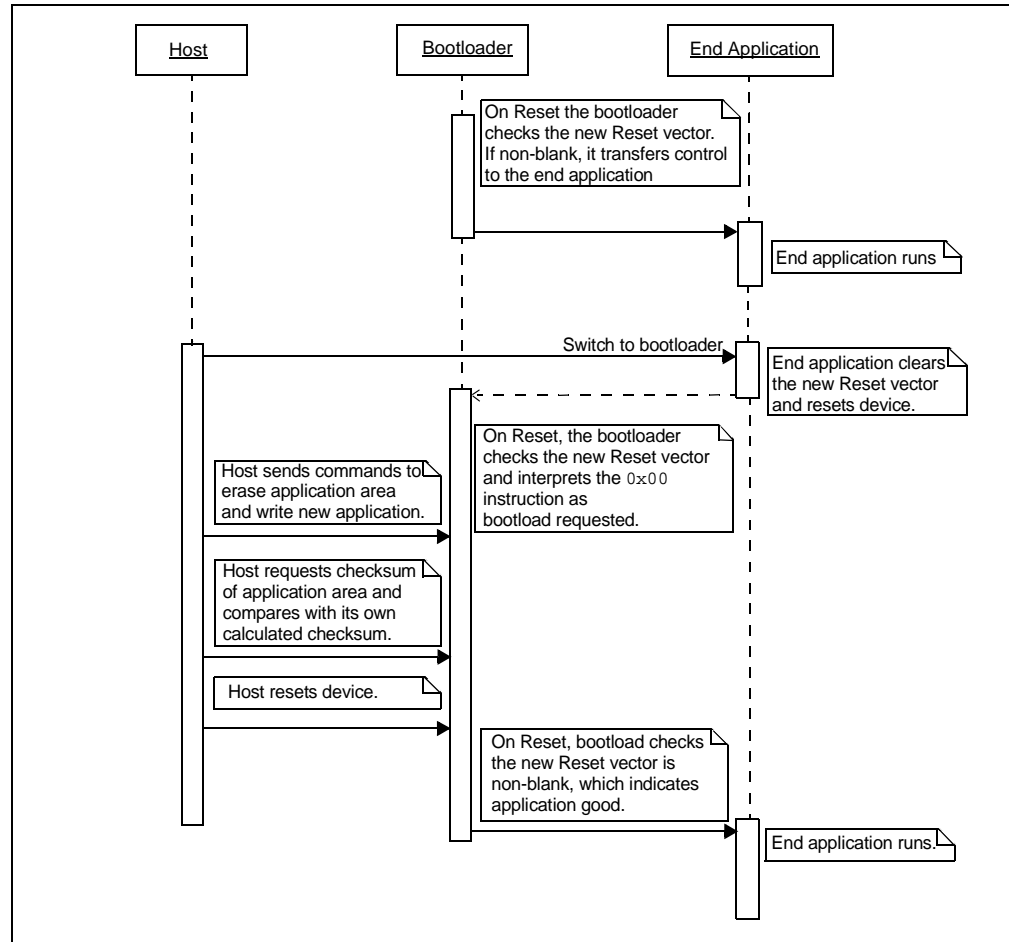 Host
Bootloader
End Application
On Reset the bootloader
checks the new Reset vector.
If non-blank, it transfers control
to the end application
End application runs
Switch to bootloader
End application clears
the new Reset vector
and resets device.
On Reset, the bootloader
checks the new Reset vector
and interprets the 0x00
instruction as
bootload requested.
Host sends commands to
erase application area
and write new application.
Host requests checksum
of application area and
compares with its own
calculated checksum.
Host resets device.
On Reset, bootload checks
the new Reset vector is
non-blank, which indicates
application good.
End application runs.